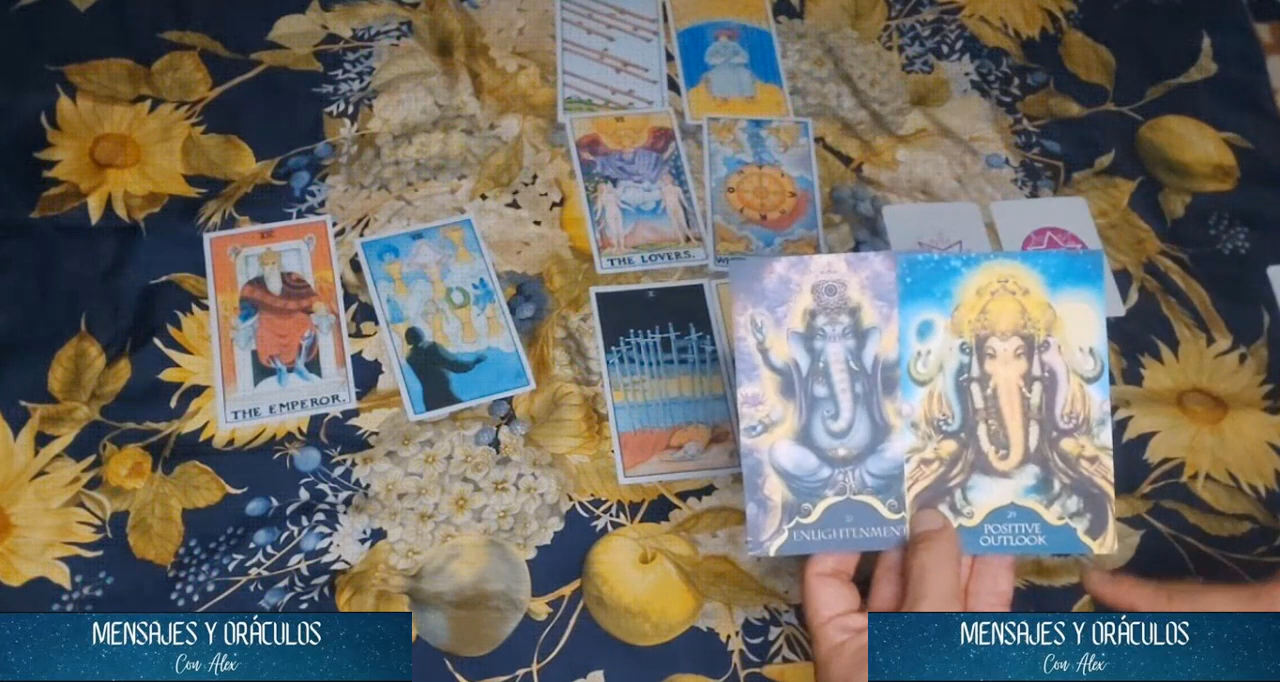 THE LOVERS.
THE EMPEROR.
ENLIGHTENMENT
POSITIVE
OUTLOOK
MENSAJES Y ORÁCULOS
Con Alex
MENSAJES Y ORÁCULOS
Con Alex